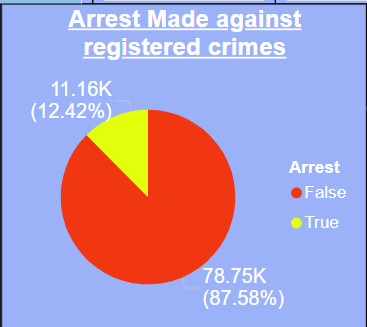 Arrest Made against
registered crimes
11.16K
(12.42%)
Arrest
False
True
78.75K
(87.58%)